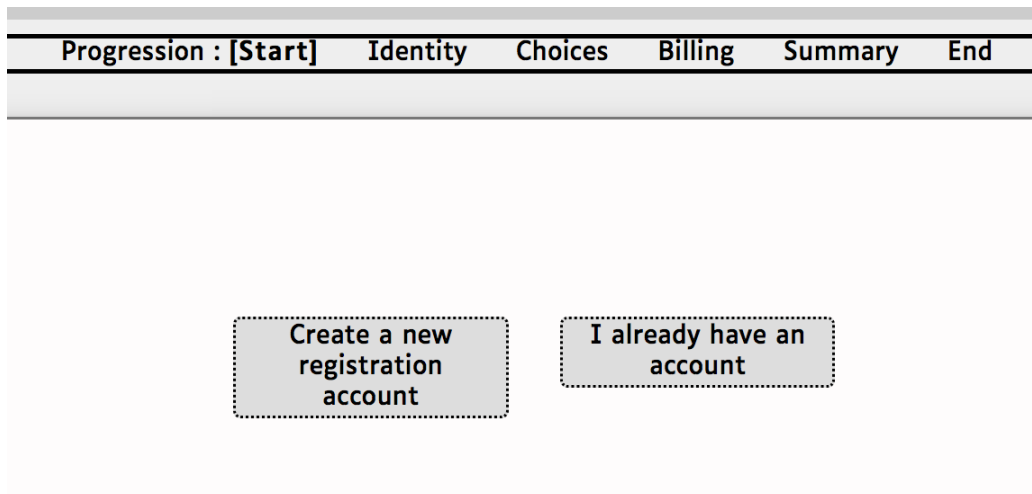 Progression : [Start] Identity Choices Billing Summary End
Create a new
registration
account
I already have an
account